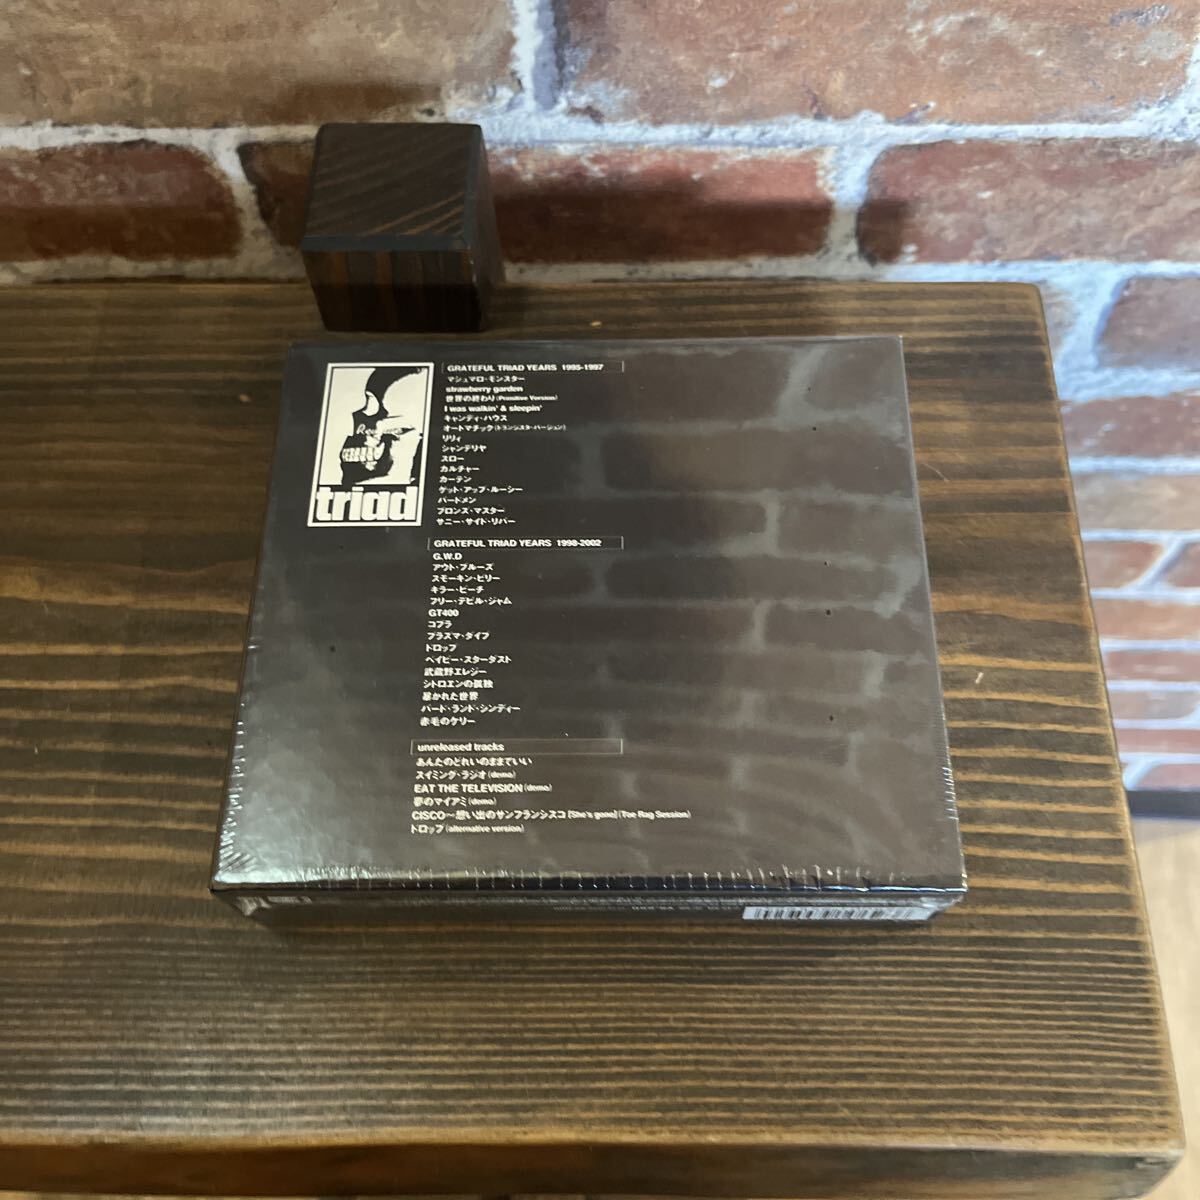 triad
GRATEFUL TRIAD YEARS 1995-1997
マシュマロ・モンスター
strawberry garden
世界の終わり(Primitive Version)
I was walkin' & sleepin'
キャンディ・ハウス
オートマチック(トランジスタ・バージョン)
リリィ
シャンデリヤ
スロー
カルチャー
カーテン
ゲット・アップ・ルーシー
バードメン
ブロンズ・マスター
サニー・サイド・リバー
GRATEFUL TRIAD YEARS 1998-2002
G.W.D
アウト・ブルーズ
スモーキン・ビリー
キラー・ビーチ
フリー・デビル・ジャム
GT400
コブラ
プラズマ・ダイブ
ドロップ
ベイビー・スターダスト
武蔵野エレジー
シトロエンの孤独
暴かれた世界
バード・ランド・シンディー
赤毛のケリー
unreleased tracks
あんたのどれいのままでいい
スイミング・ラジオ(demo)
EAT THE TELEVISION(demo)
夢のマイアミ(demo)
CISCO〜想い出のサンフランシスコ [She's gone](Toe Rag Session)
ドロップ(alternative version)